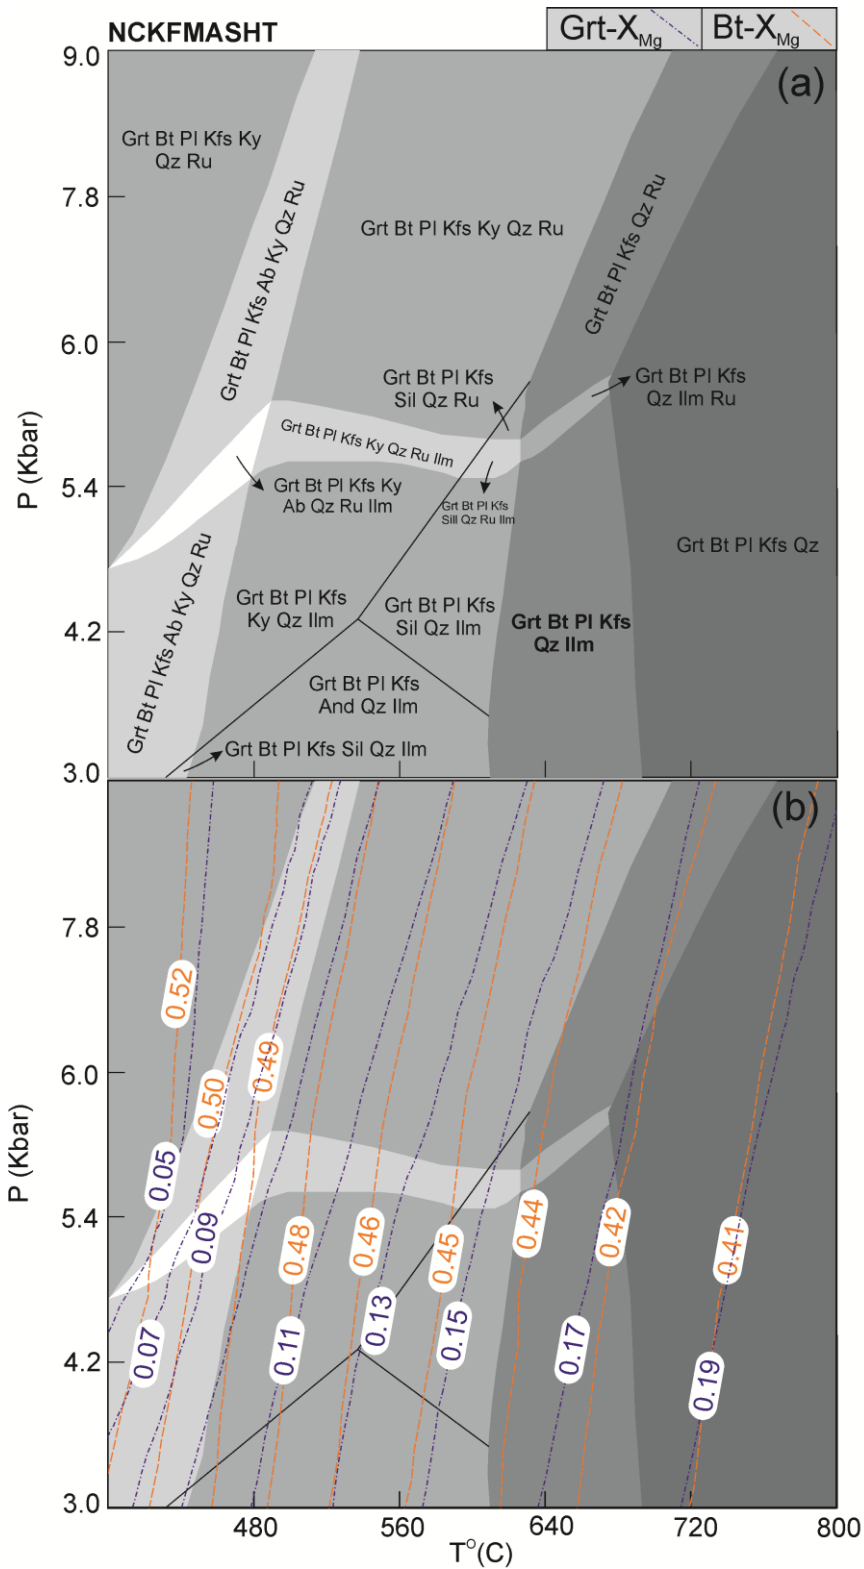 NCKFMASHT
Grt-XMg
Bt-XMg
(a)
9.0
7.8
6.0
5.4
4.2
3.0
P (Kbar)
Grt Bt Pl Kfs Ky
Qz Ru
Grt Bt Pl Kfs Ab Ky Qz Ru
Grt Bt Pl Kfs Ky Qz Ru
Grt Bt Pl Kfs Qz Ru
Grt Bt Pl Kfs
Sil Qz Ru
Grt Bt Pl Kfs
Qz Ilm Ru
Grt Bt Pl Kfs Ky Qz Ru Ilm
Grt Bt Pl Kfs Ky
Ab Qz Ru Ilm
Grt Bt Pl Kfs
Sill Qz Ru Ilm
Grt Bt Pl Kfs Qz
Grt Bt Pl Kfs Ab Ky Qz Ru
Grt Bt Pl Kfs
Ky Qz Ilm
Grt Bt Pl Kfs
Sil Qz Ilm
Grt Bt Pl Kfs
Qz Ilm
Grt Bt Pl Kfs
And Qz Ilm
Grt Bt Pl Kfs Sil Qz Ilm
(b)
7.8
6.0
5.4
4.2
3.0
P (Kbar)
0.52
0.50
0.49
0.05
0.09
0.48
0.46
0.45
0.44
0.42
0.41
0.07
0.11
0.13
0.15
0.17
0.19
480
560
640
720
800
T°(C)